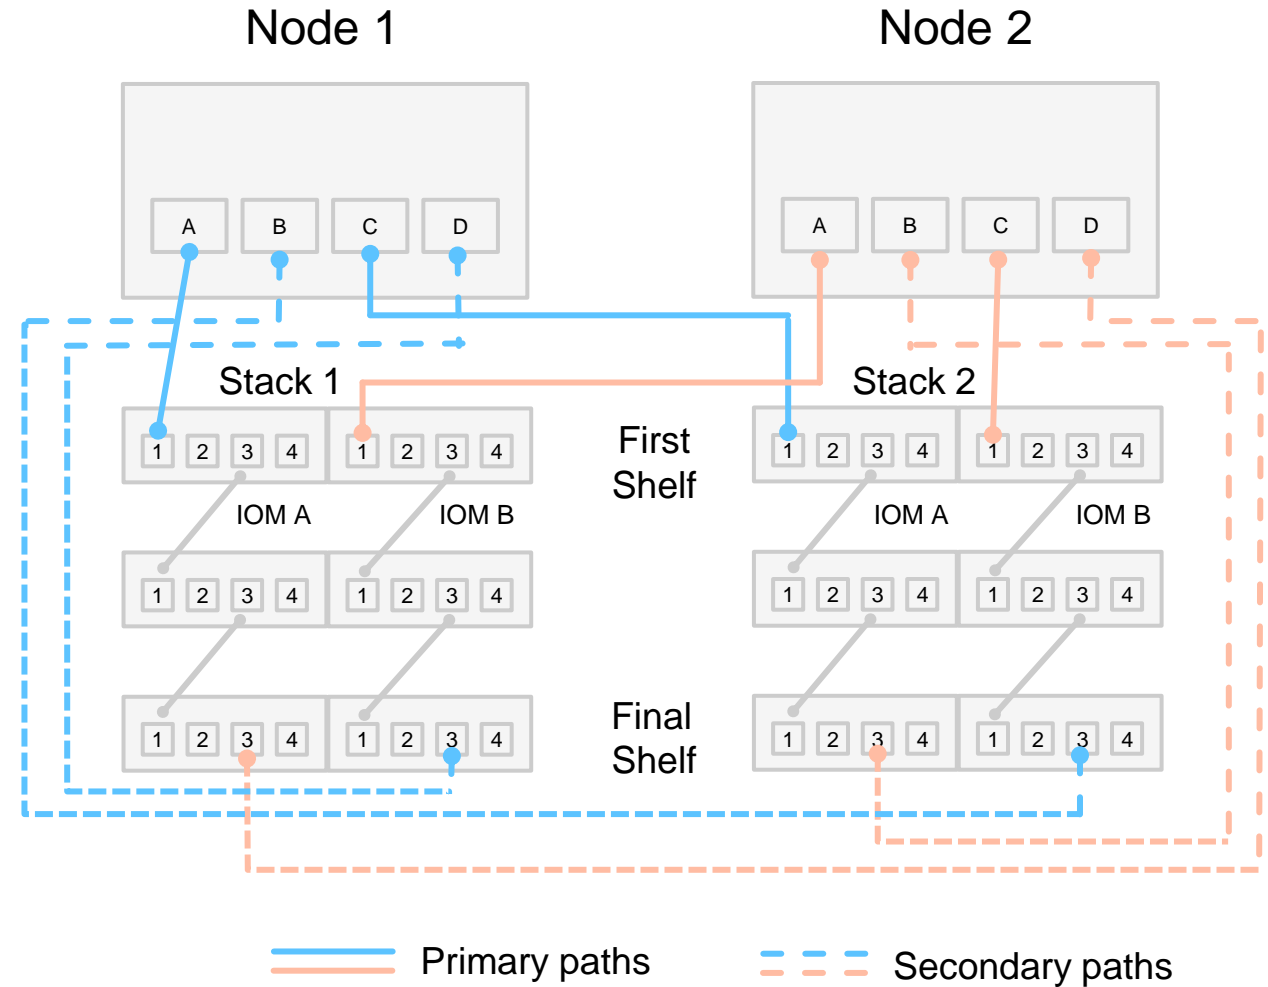 Node 1 Node 2
A B C D A B C D
Stack 1 Stack 2
1 2 3 4 1 2 3 4 First Shelf 1 2 3 4 1 2 3 4
IOM A IOM B IOM A IOM B
1 2 3 4 1 2 3 4 1 2 3 4 1 2 3 4
Final
Shelf
1 2 3 4 1 2 3 4 1 2 3 4 1 2 3 4
Primary paths Secondary paths